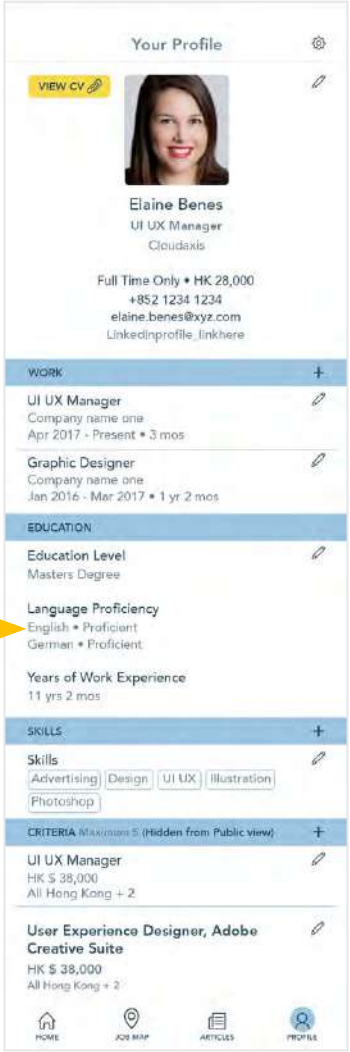 Your Profile
VIEW CV
Elaine Benes
UI UX Manager
Cloudaxis
Full Time Only • HK 28,000
+852 1234 1234
elaine.benes@xyz.com
Linkedinprofile_linkhere
WORK +
UI UX Manager
Company name one
Apr 2017 - Present • 3 mos
Graphic Designer
Company name one
Jan 2016 - Mar 2017 • 1 yr 2 mos
EDUCATION
Education Level
Masters Degree
Language Proficiency
English • Proficient
German • Proficient
Years of Work Experience
11 yrs 2 mos
SKILLS +
Skills
Advertising Design UI UX Illustration
Photoshop
CRITERIA Maximum 5 (Hidden from Public view) +
UI UX Manager
HK $ 38,000
All Hong Kong + 2
User Experience Designer, Adobe
Creative Suite
HK $ 38,000
All Hong Kong + 2
HOME JOB MAP ARTICLES PROFILE